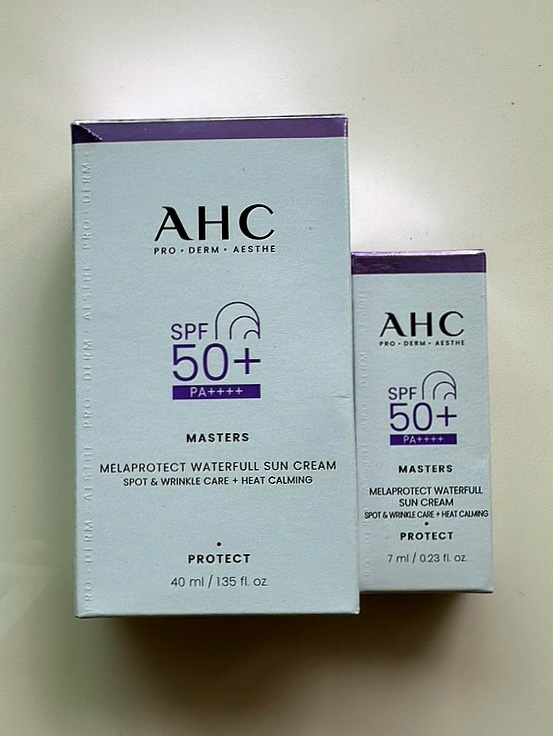 AHC
PRO • DERM • AESTHE
SPF
50+
PA++++
MASTERS
MELAPROTECT WATERFULL SUN CREAM
SPOT & WRINKLE CARE + HEAT CALMING
PROTECT
40 ml / 1.35 fl. oz.
AHC
PRO • DERM • AESTHE
SPF
50+
PA++++
MASTERS
MELAPROTECT WATERFULL
SUN CREAM
SPOT & WRINKLE CARE + HEAT CALMING
PROTECT
7 ml / 0.23 fl. oz.